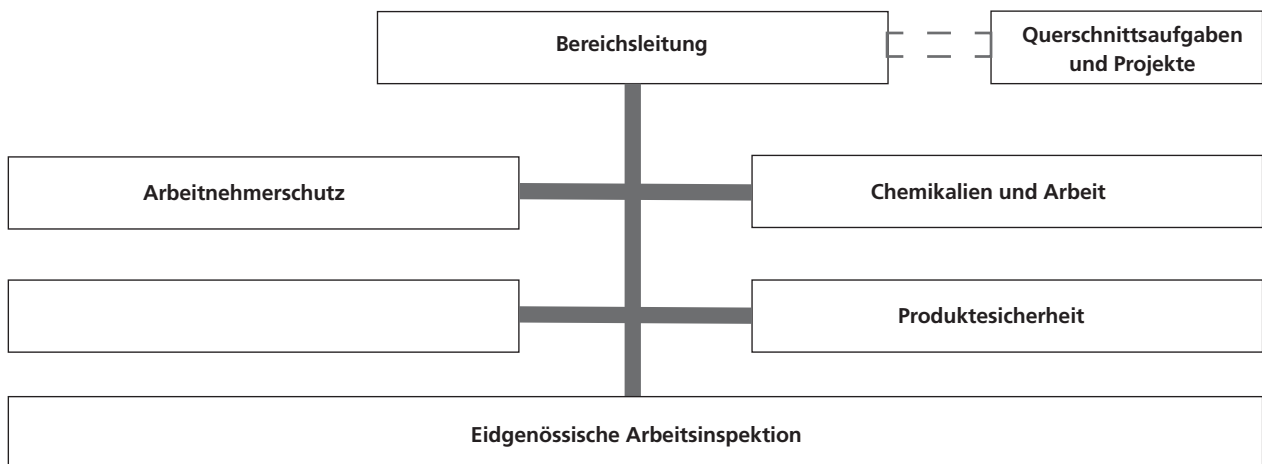 Bereichsleitung
Querschnittsaufgaben
und Projekte
Arbeitnehmerschutz
Chemikalien und Arbeit
Produktesicherheit
Eidgenössische Arbeitsinspektion